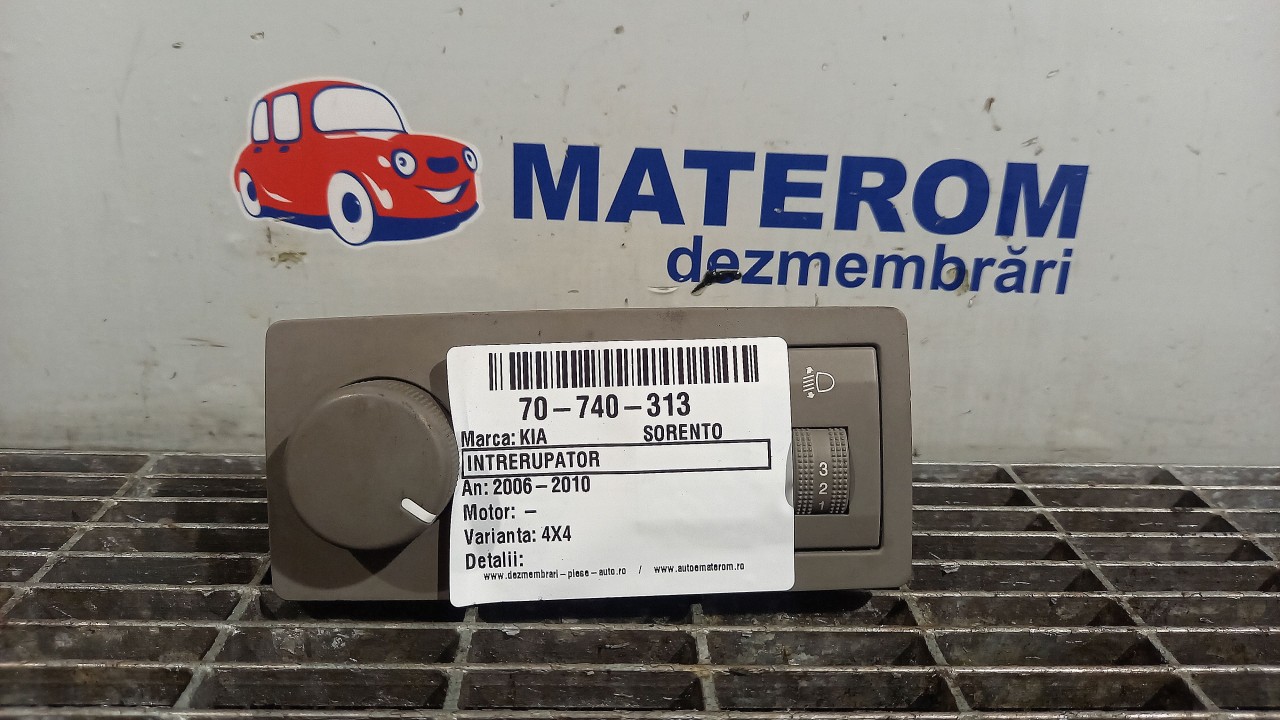 MATEROM
dezmembrări
70-740-313
Marca: KIA SORENTO
INTRERUPATOR
An: 2006-2010
Motor: -
Varianta: 4X4
Detalii:
www.dezmembrari-piese-auto.ro / www.autoematerom.ro
3
2
1